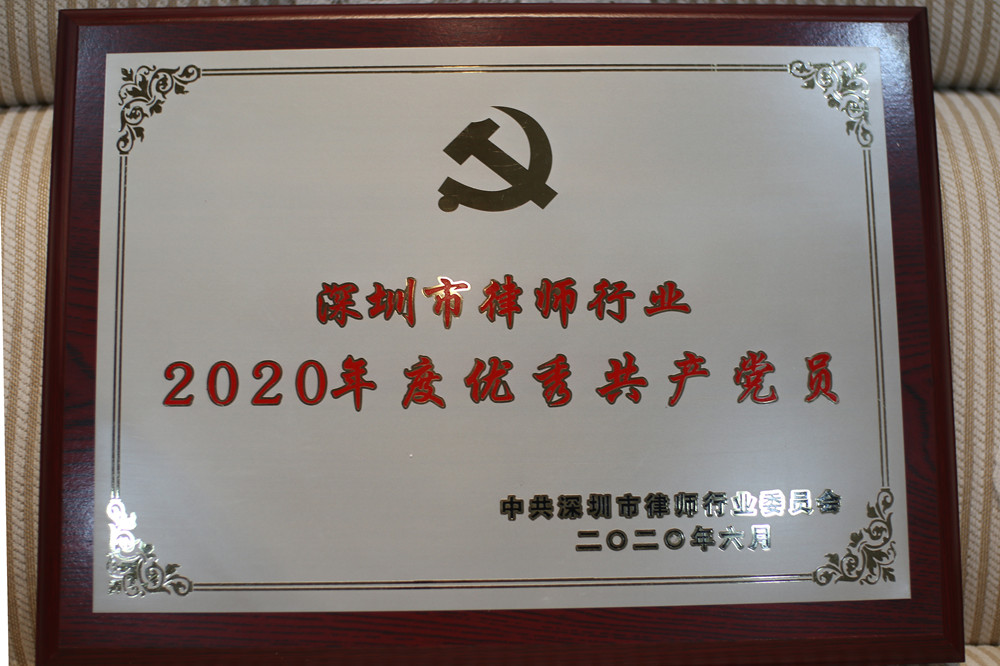 深圳市律师行业
2020年度优秀共产党员
中共深圳市律师行业委员会
二〇二〇年六月